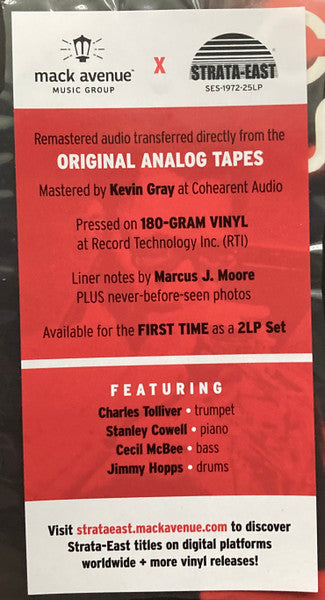 mack avenue™
MUSIC GROUP
X
STRATA-EAST
SES-1972-25LP
Remastered audio transferred directly from the
ORIGINAL ANALOG TAPES
Mastered by Kevin Gray at Cohearent Audio
Pressed on 180-GRAM VINYL
at Record Technology Inc. (RTI)
Liner notes by Marcus J. Moore
PLUS never-before-seen photos
Available for the FIRST TIME as a 2LP Set
FEATURING
Charles Tolliver • trumpet
Stanley Cowell • piano
Cecil McBee • bass
Jimmy Hopps • drums
Visit strataeast.mackavenue.com to discover
Strata-East titles on digital platforms
worldwide + more vinyl releases!